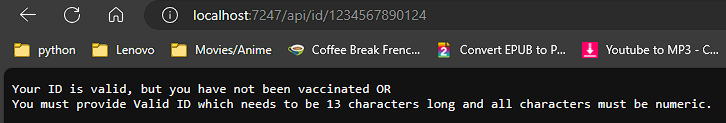 localhost:7247/api/id/1234567890124
python Lenovo Movies/Anime Coffee Break Frenc... Convert EPUB to P... Youtube to MP3 - C...
Your ID is valid, but you have not been vaccinated OR
You must provide Valid ID which needs to be 13 characters long and all characters must be numeric.